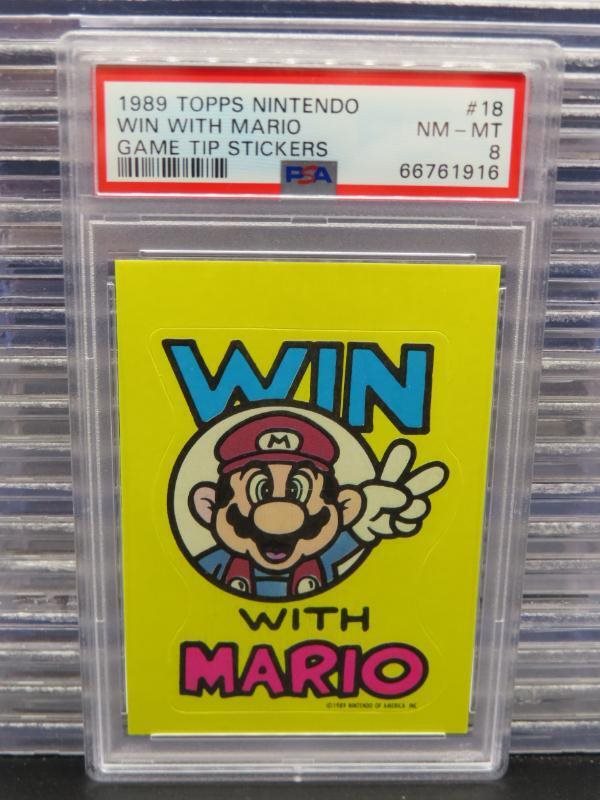 1989 TOPPS NINTENDO #18
WIN WITH MARIO NM - MT
GAME TIP STICKERS 8
PSA 66761916
WIN
M
WITH
MARIO
©1989 NINTENDO OF AMERICA INC.